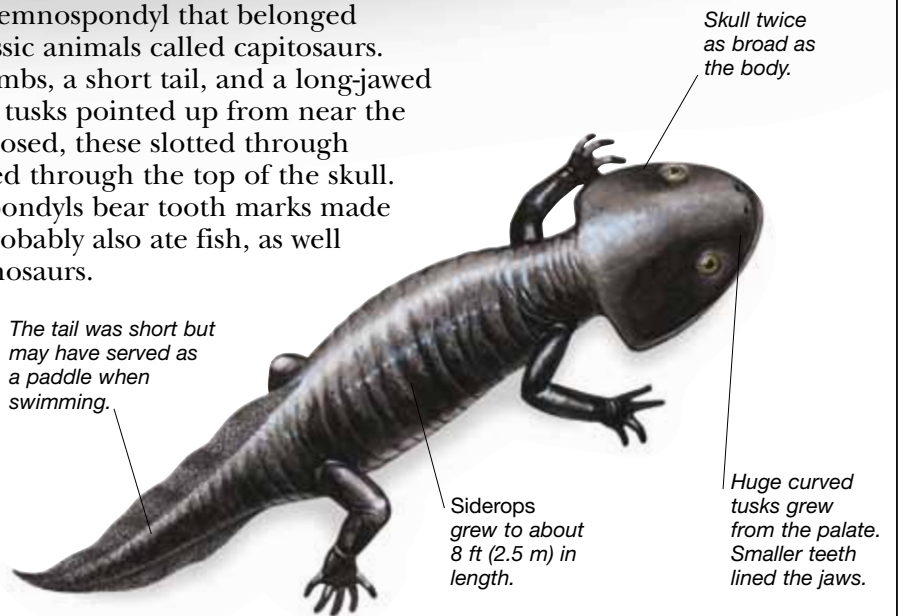 emnospondyl that belonged
ssic animals called capitosaurs.
mbs, a short tail, and a long-jawed
tusks pointed up from near the
osed, these slotted through
ed through the top of the skull.
pondyls bear tooth marks made
robably also ate fish, as well
nosaurs.
Skull twice
as broad as
the body.
The tail was short but
may have served as
a paddle when
swimming.
Siderops
grew to about
8 ft (2.5 m) in
length.
Huge curved
tusks grew
from the palate.
Smaller teeth
lined the jaws.